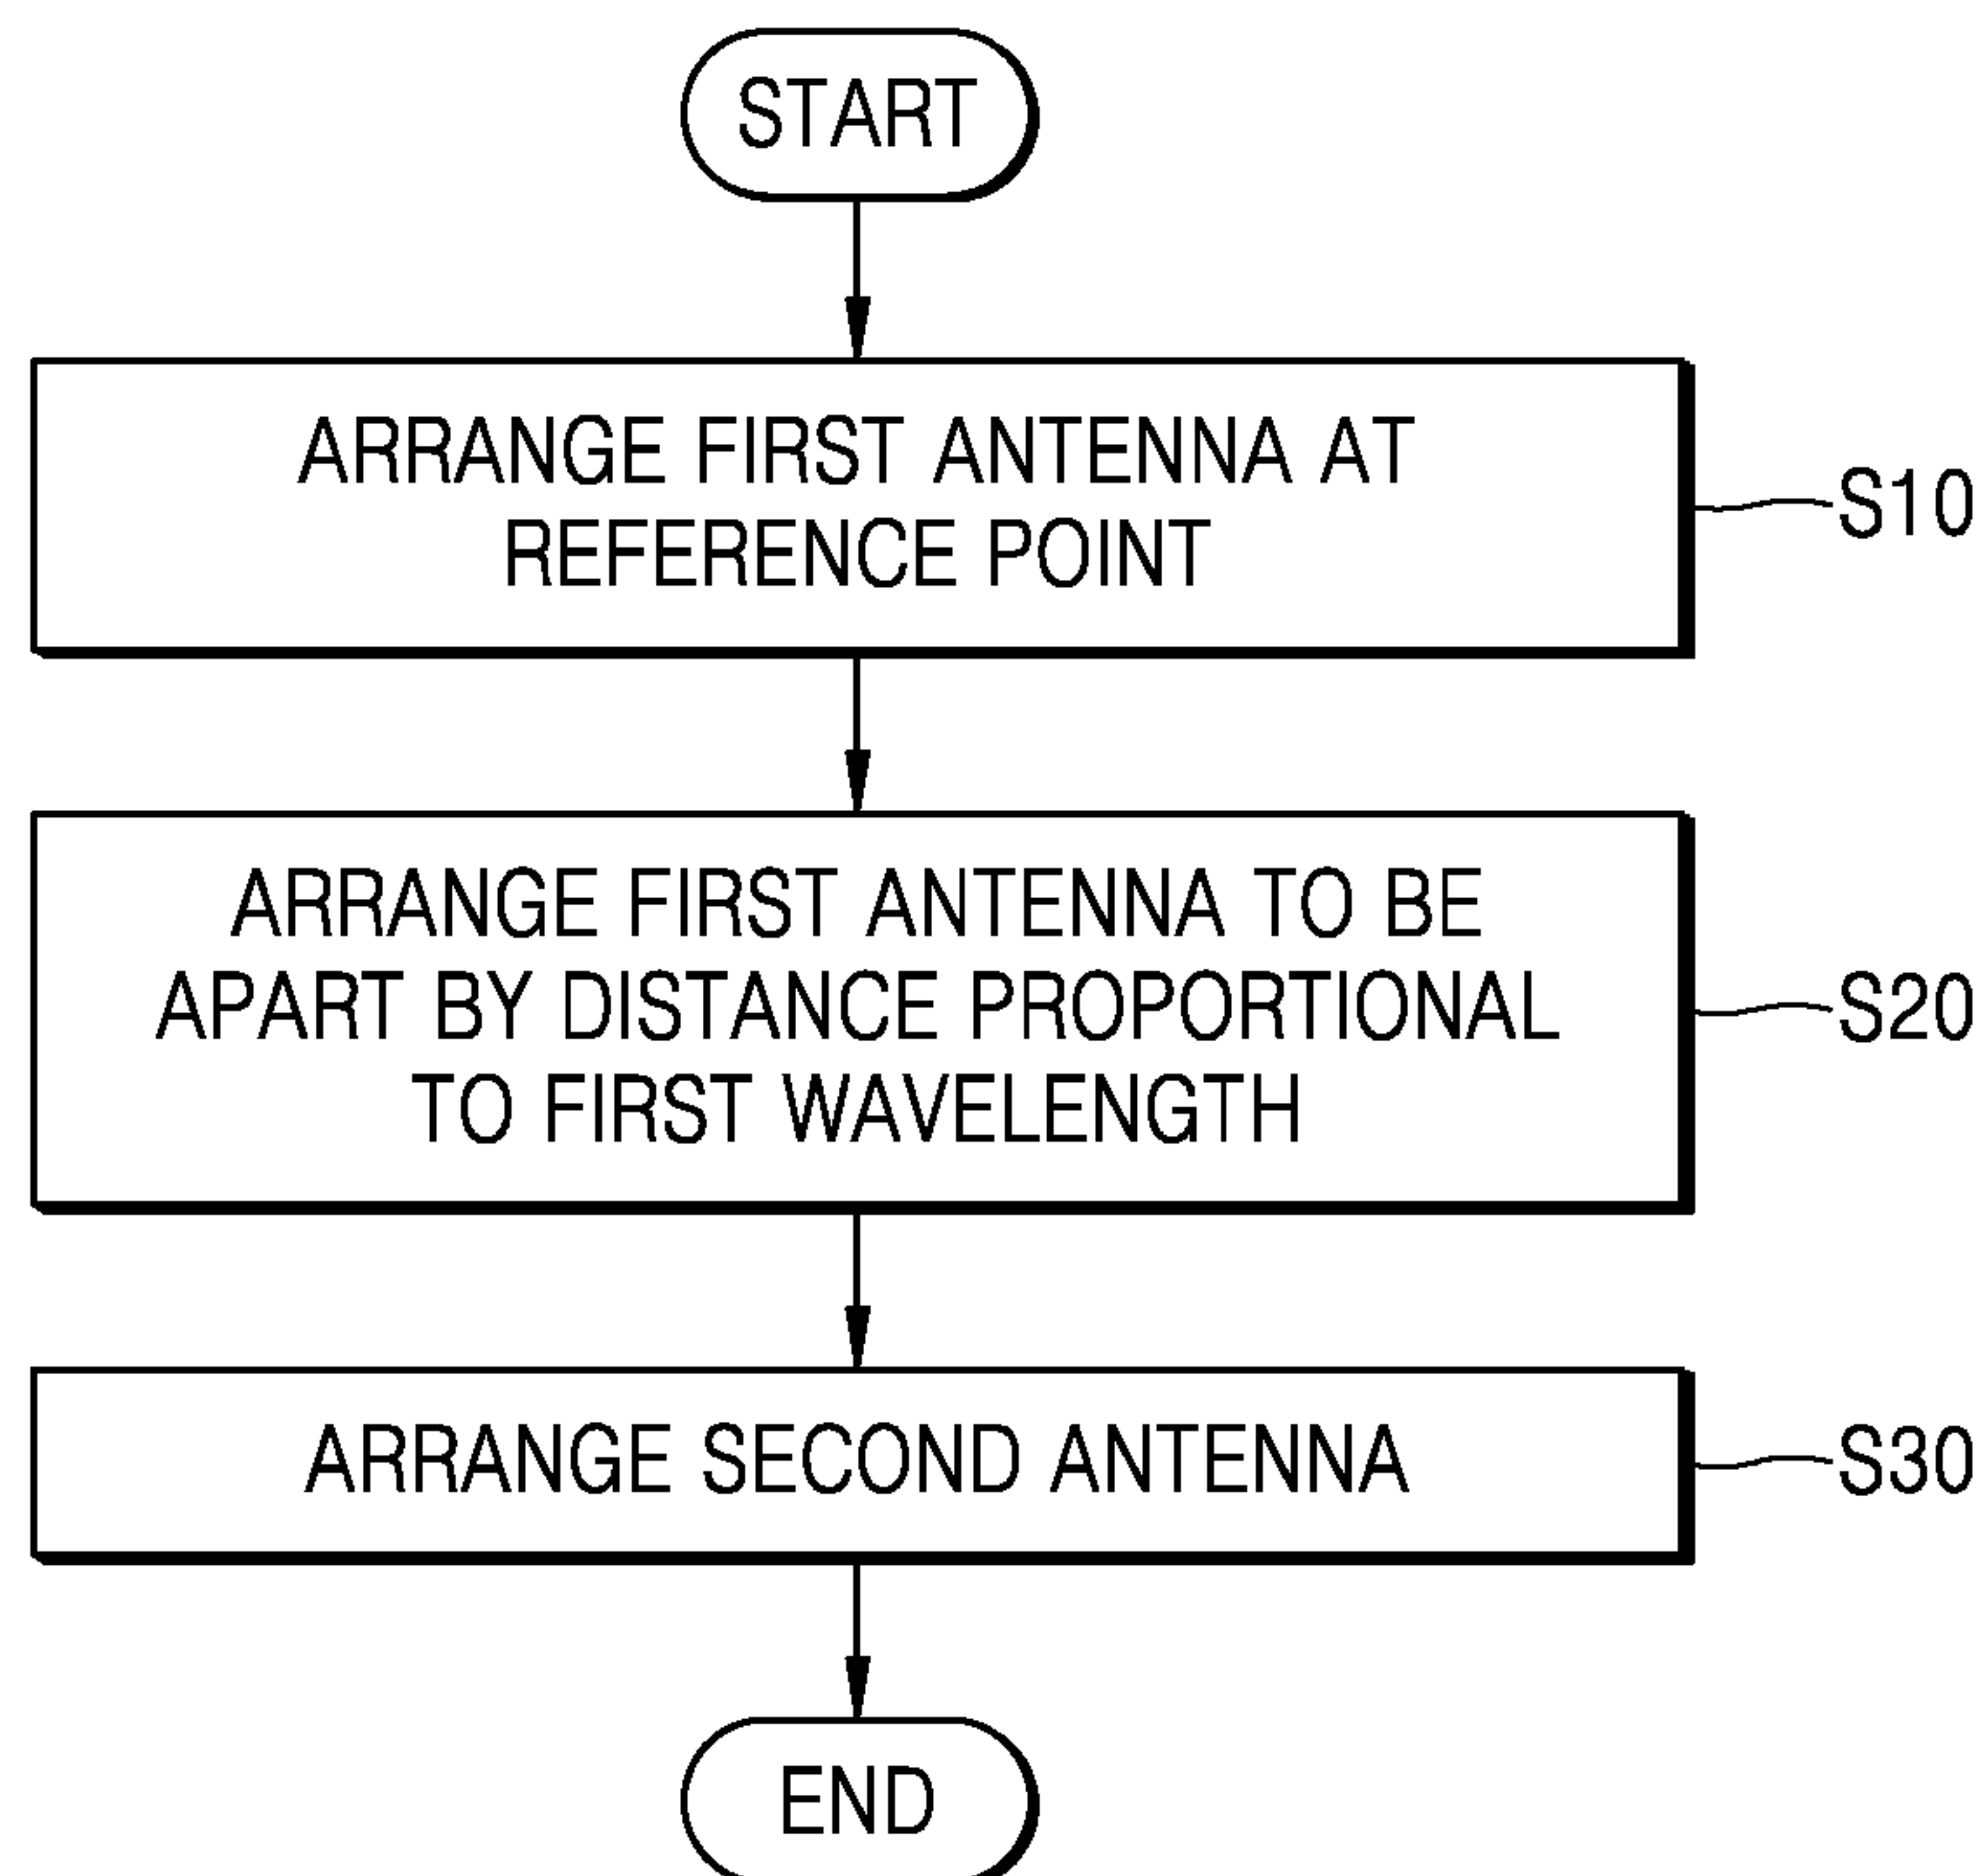 START
ARRANGE FIRST ANTENNA AT
REFERENCE POINT
S10
ARRANGE FIRST ANTENNA TO BE
APART BY DISTANCE PROPORTIONAL
TO FIRST WAVELENGTH
S20
ARRANGE SECOND ANTENNA
S30
END